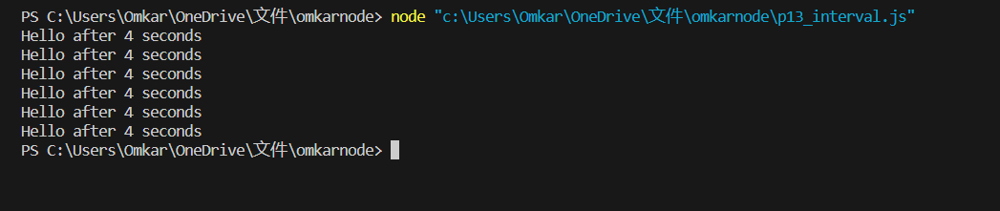 PS C:\Users\Omkar\OneDrive\文件\omkarnode> node "c:\Users\Omkar\OneDrive\文件\omkarnode\p13_interval.js"
Hello after 4 seconds
Hello after 4 seconds
Hello after 4 seconds
Hello after 4 seconds
Hello after 4 seconds
Hello after 4 seconds
PS C:\Users\Omkar\OneDrive\文件\omkarnode>